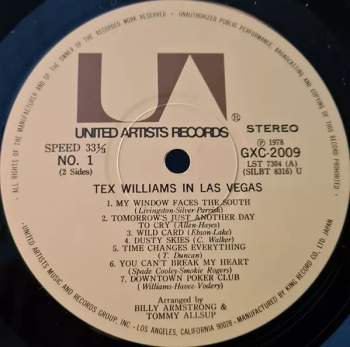 ALL RIGHTS OF THE MANUFACTURER AND OF THE OWNER OF THE RECORDED WORK RESERVED • UNAUTHORIZED PUBLIC PERFORMANCE, BROADCASTING AND COPYING OF THIS RECORD PROHIBITED.
UA ®
UNITED ARTISTS RECORDS
STEREO
SPEED 33⅓
NO. 1
(2 Sides)
Ⓟ 1978
GXC-2009
LST 7304 (A)
(SILBT 8316) U
TEX WILLIAMS IN LAS VEGAS
1. MY WINDOW FACES THE SOUTH
(Livingston-Silver-Parrish)
2. TOMORROW'S JUST ANOTHER DAY
TO CRY (Allen-Hayes)
3. WILD CARD (Ebson-Lake)
4. DUSTY SKIES (C. Walker)
5. TIME CHANGES EVERYTHING
(T. Duncan)
6. YOU CAN'T BREAK MY HEART
(Spade Cooley-Smokie Rogers)
7. DOWNTOWN POKER CLUB
(Williams-Havez-Vodery)
Arranged by
BILLY ARMSTRONG &
TOMMY ALLSUP
UNITED ARTISTS MUSIC AND RECORDS GROUP, INC. LOS ANGELES, CALIFORNIA 90028 • MANUFACTURED BY KING RECORD CO. LTD. JAPAN